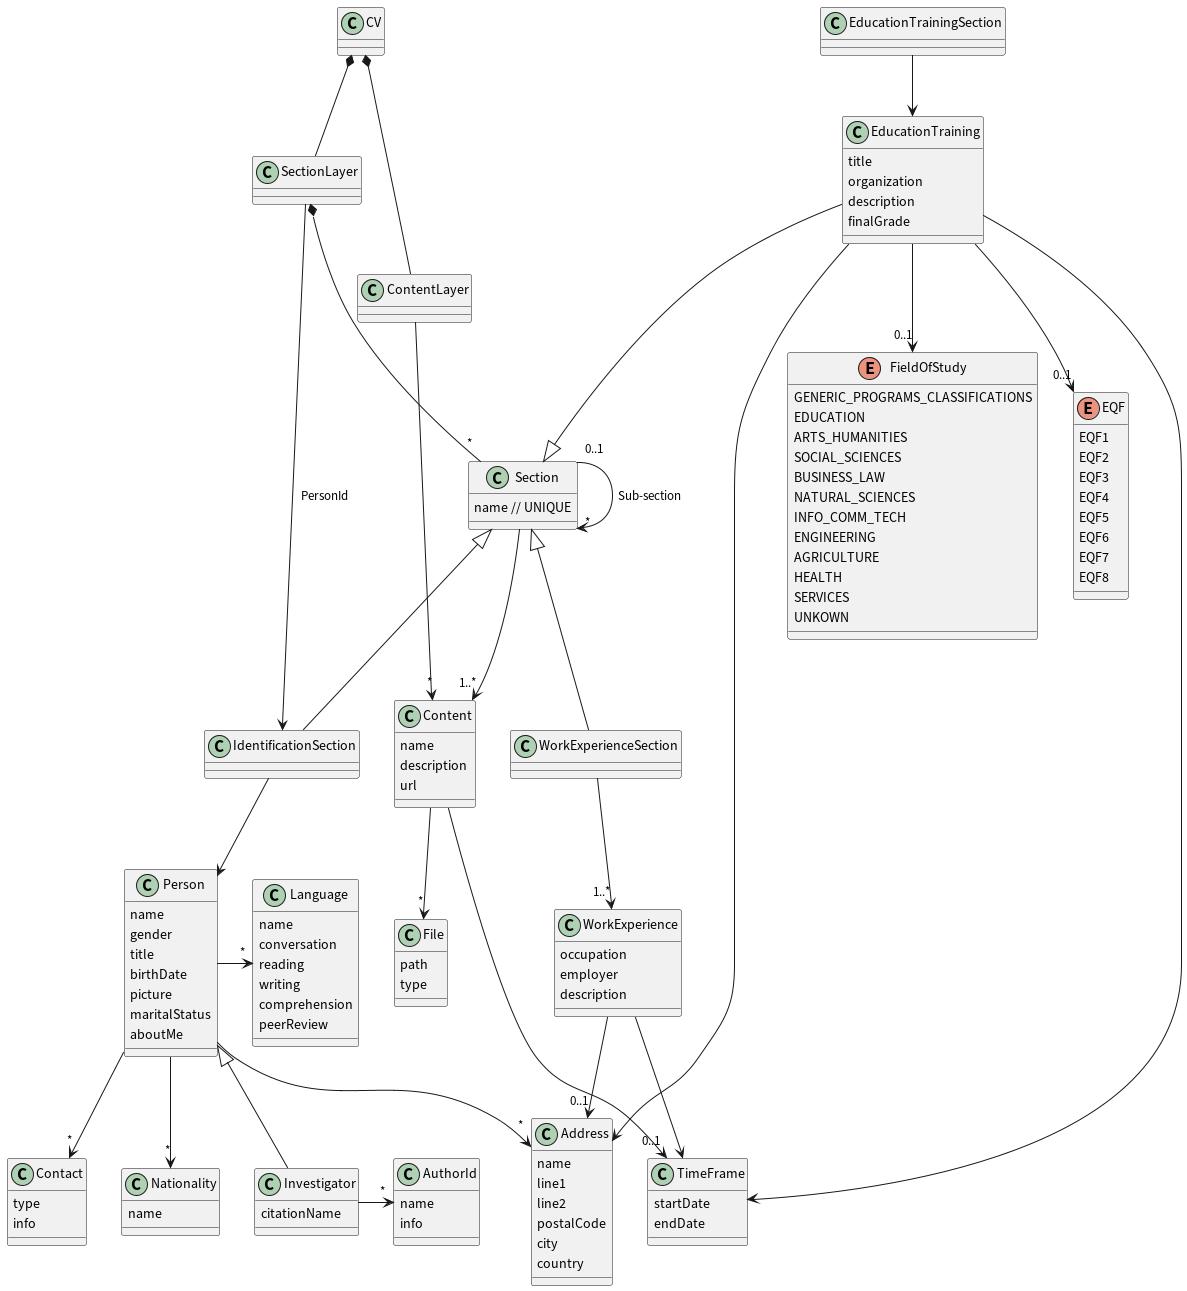 C CV
C EducationTrainingSection
C EducationTraining
title
organization
description
finalGrade
C SectionLayer
C ContentLayer
0..1
0..1
E FieldOfStudy
GENERIC_PROGRAMS_CLASSIFICATIONS
EDUCATION
ARTS_HUMANITIES
SOCIAL_SCIENCES
BUSINESS_LAW
NATURAL_SCIENCES
INFO_COMM_TECH
ENGINEERING
AGRICULTURE
HEALTH
SERVICES
UNKOWN
E EQF
EQF1
EQF2
EQF3
EQF4
EQF5
EQF6
EQF7
EQF8
*
0..1
C Section
name // UNIQUE
Sub-section
*
PersonId
*
1..*
C IdentificationSection
C Content
name
description
url
C WorkExperienceSection
C Person
name
gender
title
birthDate
picture
maritalStatus
aboutMe
*
C Language
name
conversation
reading
writing
comprehension
peerReview
*
C File
path
type
1..*
C WorkExperience
occupation
employer
description
*
*
*
0..1
0..1
C Contact
type
info
C Nationality
name
C Investigator
citationName
*
C AuthorId
name
info
C Address
name
line1
line2
postalCode
city
country
C TimeFrame
startDate
endDate